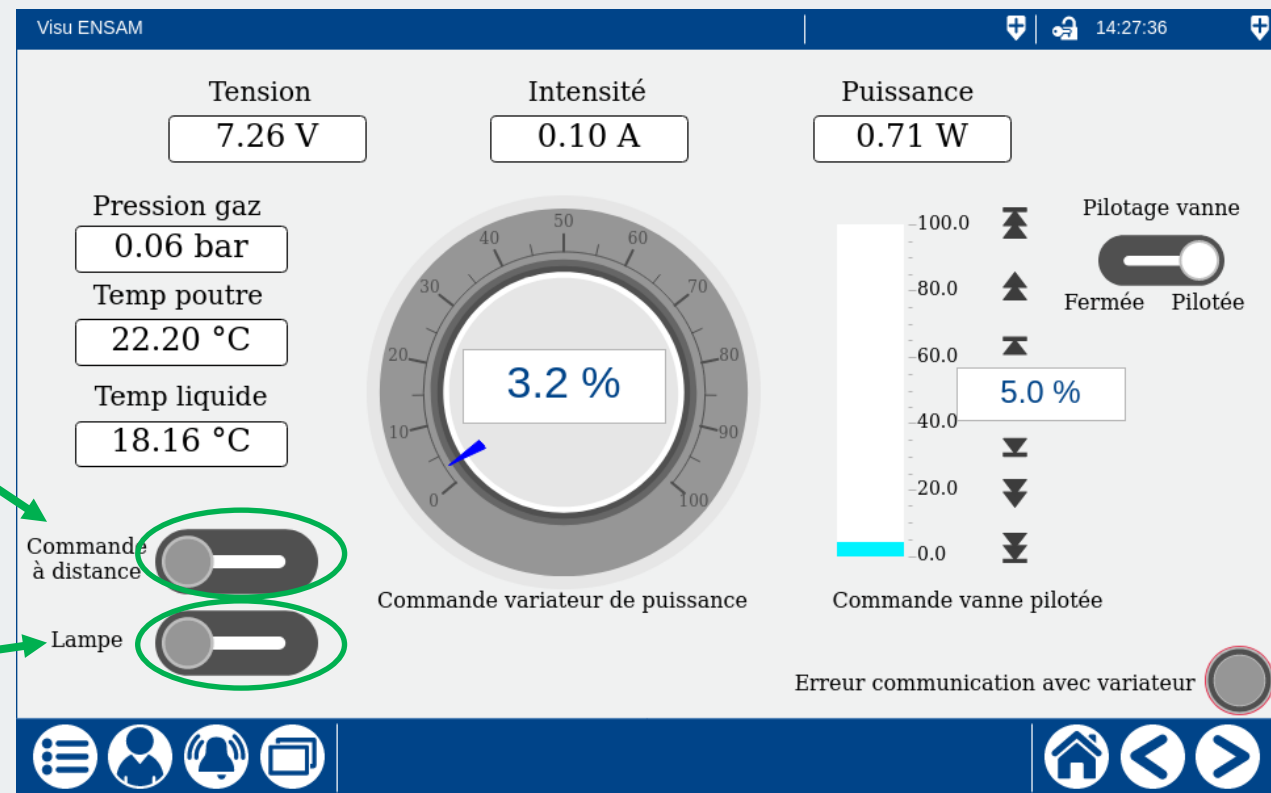 Visu ENSAM
14:27:36
Tension
Intensité
Puissance
7.26 V
0.10 A
0.71 W
Pression gaz
0.06 bar
Temp poutre
22.20 °C
Temp liquide
18.16 °C
0
10
20
30
40
50
60
70
80
90
100
3.2 %
Commande variateur de puissance
100.0
80.0
60.0
40.0
20.0
0.0
5.0 %
Commande vanne pilotée
Pilotage vanne
Fermée Pilotée
Commande
à distance
Lampe
Erreur communication avec variateur